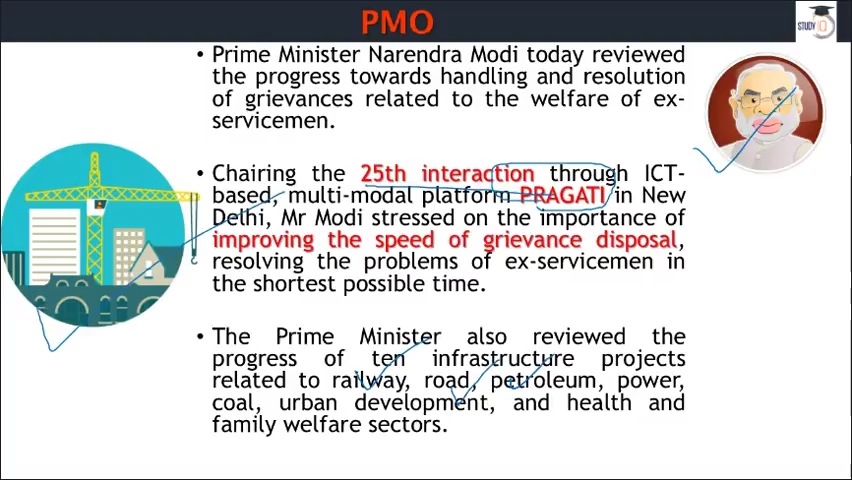 PMO
STUDY IQ
• Prime Minister Narendra Modi today reviewed
the progress towards handling and resolution
of grievances related to the welfare of ex-
servicemen.
• Chairing the 25th interaction through ICT-
based, multi-modal platform PRAGATI in New
Delhi, Mr Modi stressed on the importance of
improving the speed of grievance disposal,
resolving the problems of ex-servicemen in
the shortest possible time.
• The Prime Minister also reviewed the
progress of ten infrastructure projects
related to railway, road, petroleum, power,
coal, urban development, and health and
family welfare sectors.